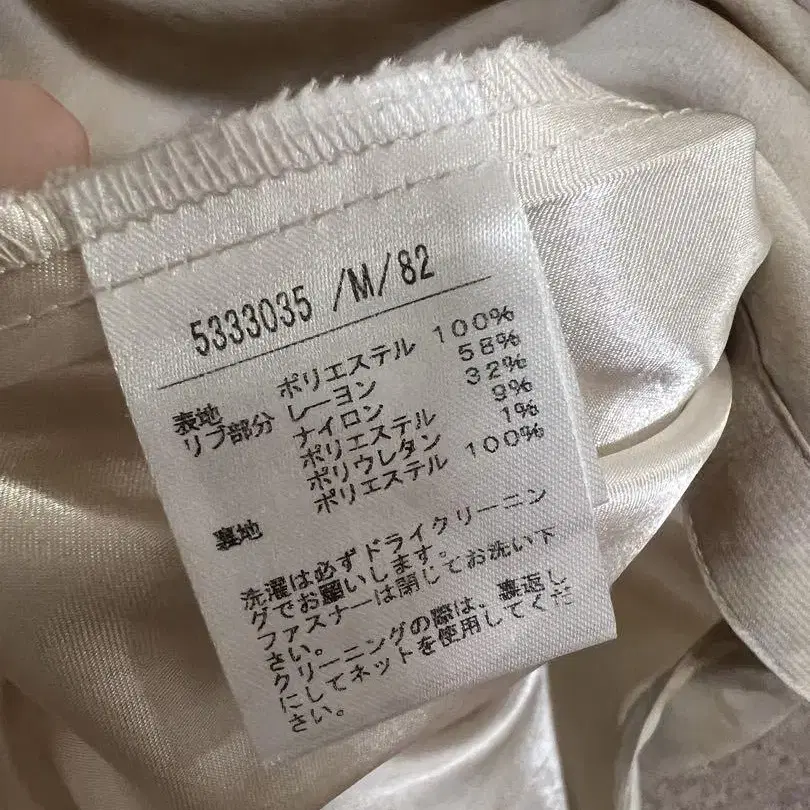 5333035 /M/82
表地 ポリエステル 100%
リブ部分 レーヨン 58%
ナイロン 32%
ポリエステル 9%
ポリウレタン 1%
裏地 ポリエステル 100%
洗濯は必ずドライクリーニン
グでお願いします。
ファスナーは閉じてお洗い下
さい。
クリーニングの際は、裏返し
にしてネットを使用してくだ
さい。